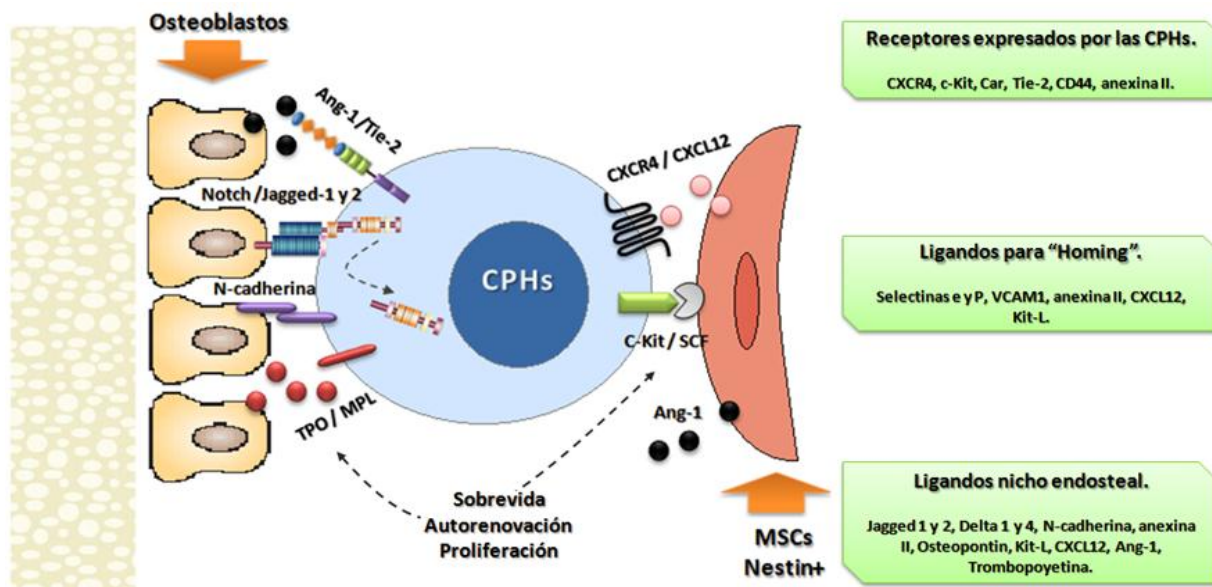 Osteoblastos
Ang-1/Tie-2
Notch/Jagged-1 y 2
N-cadherina
TPO / MPL
CPHs
CXCR4 / CXCL12
C-Kit / SCF
Ang-1
Sobrevida
Autorenovación
Proliferación
MSCs
Nestin+
Receptores expresados por las CPHs.
CXCR4, c-Kit, Car, Tie-2, CD44, anexina II.
Ligandos para “Homing”.
Selectinas e y P, VCAM1, anexina II, CXCL12,
Kit-L.
Ligandos nicho endosteal.
Jagged 1 y 2, Delta 1 y 4, N-cadherina, anexina
II, Osteopontin, Kit-L, CXCL12, Ang-1,
Trombopoyetina.